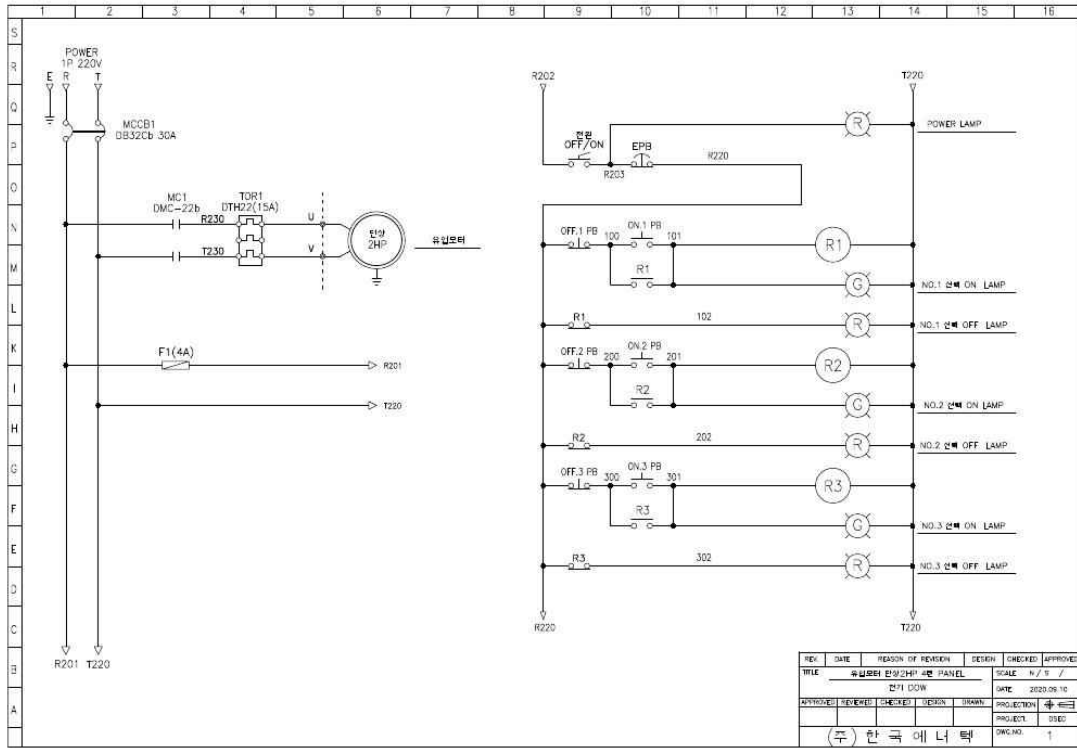 1 2 3 4 5 6 7 8 9 10 11 12 13 14 15 16
S
R
Q
P
O
N
M
L
K
I
H
G
F
E
D
C
B
A
POWER
1P 220V
E R T
MCCB1
DB32Cb 30A
MC1
DMC-22b
TOR1
DTH22(15A)
R230
T230
U
V
단상
2HP
유압모터
F1(4A)
R201
T220
R201 T220
R202
T220
전원
OFF/ON
EPB
R203
R220
R
POWER LAMP
OFF.1 PB
100
ON.1 PB
101
R1
R1
G
NO.1 선택 ON LAMP
R1
102
R
NO.1 선택 OFF LAMP
OFF.2 PB
200
ON.2 PB
201
R2
R2
G
NO.2 선택 ON LAMP
R2
202
R
NO.2 선택 OFF LAMP
OFF.3 PB
300
ON.3 PB
301
R3
R3
G
NO.3 선택 ON LAMP
R3
302
R
NO.3 선택 OFF LAMP
R220
T220
REV. DATE REASON OF REVISION DESIGN CHECKED APPROVED
TITLE 유압모터 단상2HP 4련 PANEL SCALE N / S /
전기 DOW DATE 2020.09.10
APPROVED REVIEWED CHECKED DESIGN DRAWN PROJECTION
PROJECT. DSEC
(주) 한국에너텍 DWG.NO. 1